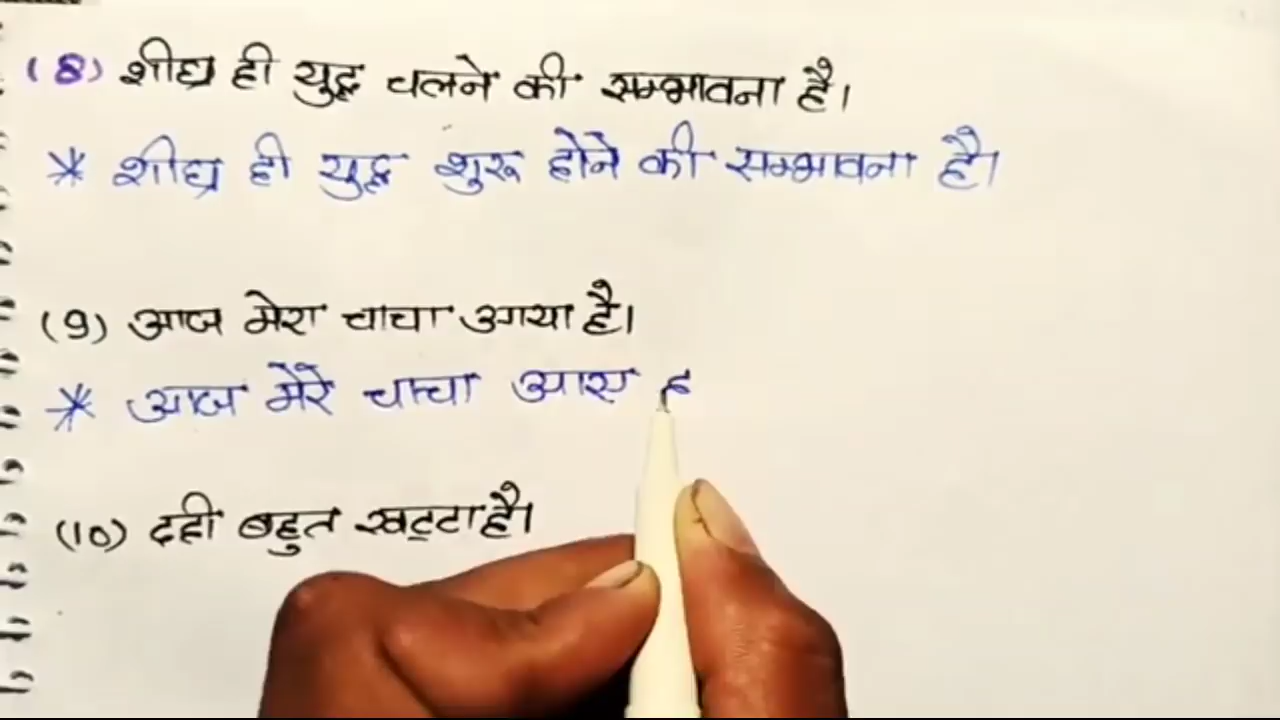 (8) शीघ्र ही युद्ध चलने की सम्भावना है।
* शीघ्र ही युद्ध शुरू होने की सम्भावना है।
(9) आज मेरा चाचा आया है।
* आज मेरे चाचा आए
(10) दही बहुत खट्टा है।